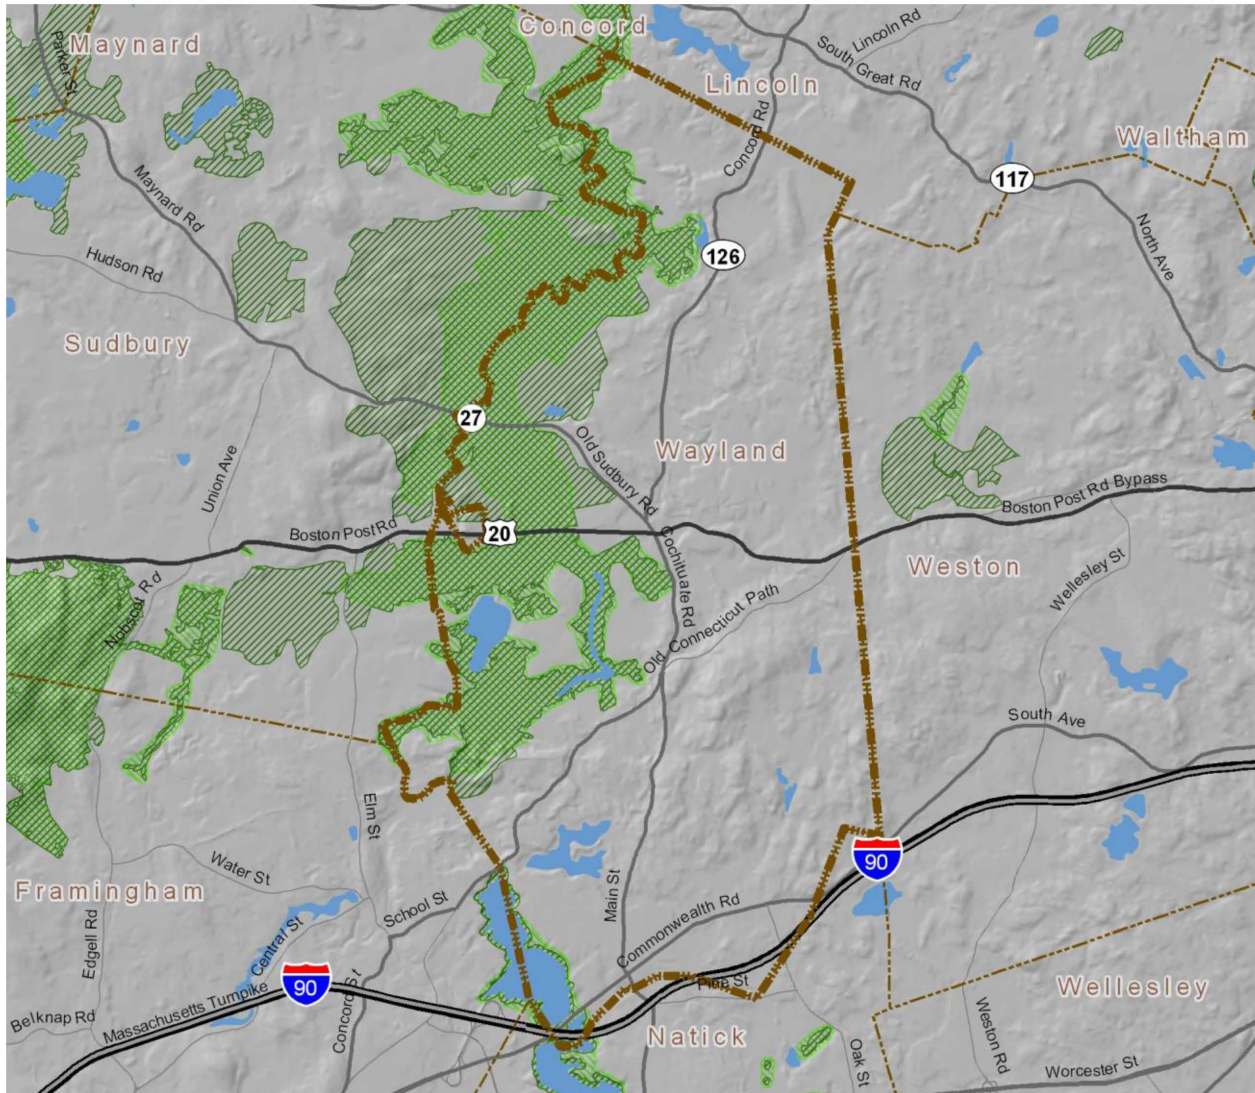 Concord
Lincoln Rd
Maynard
Parker St
South Great Rd
Lincoln
Concord Rd
Waltham
117
Maynard Rd
North Ave
126
Hudson Rd
Sudbury
27
Old Sudbury Rd
Wayland
Union Ave
Boston Post Rd Bypass
Boston Post Rd
20
Cochituate Rd
Weston
Wellesley St
Nobscot Rd
Old Connecticut Path
South Ave
Elm St
90
Water St
Framingham
School St
Main St
Commonwealth Rd
Edgell Rd
Central St
90
Pine St
Wellesley
Massachusetts Turnpike
Belknap Rd
Concord St
Natick
Oak St
Weston Rd
Worcester St